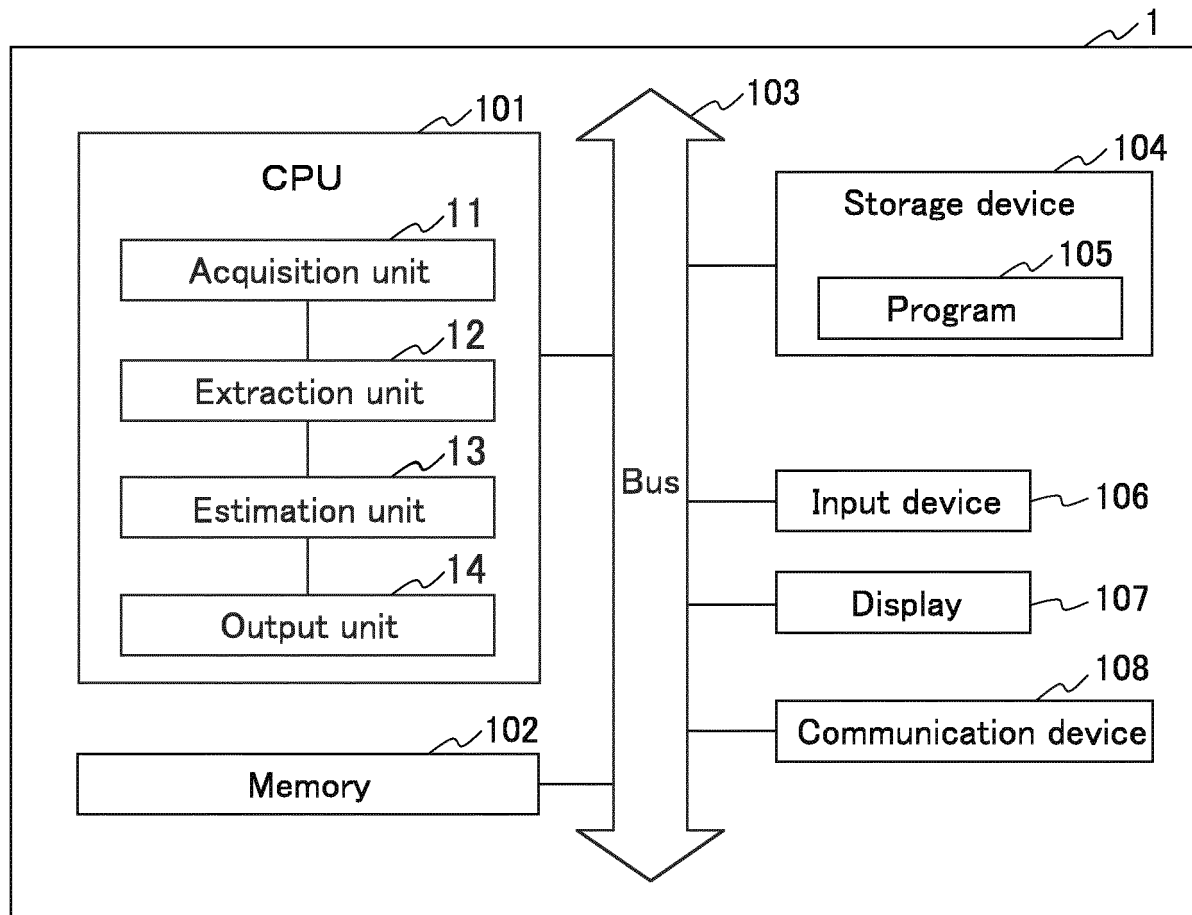 1
101
CPU
11
Acquisition unit
12
Extraction unit
13
Estimation unit
14
Output unit
102
Memory
103
Bus
104
Storage device
105
Program
Input device
106
Display
107
108
Communication device